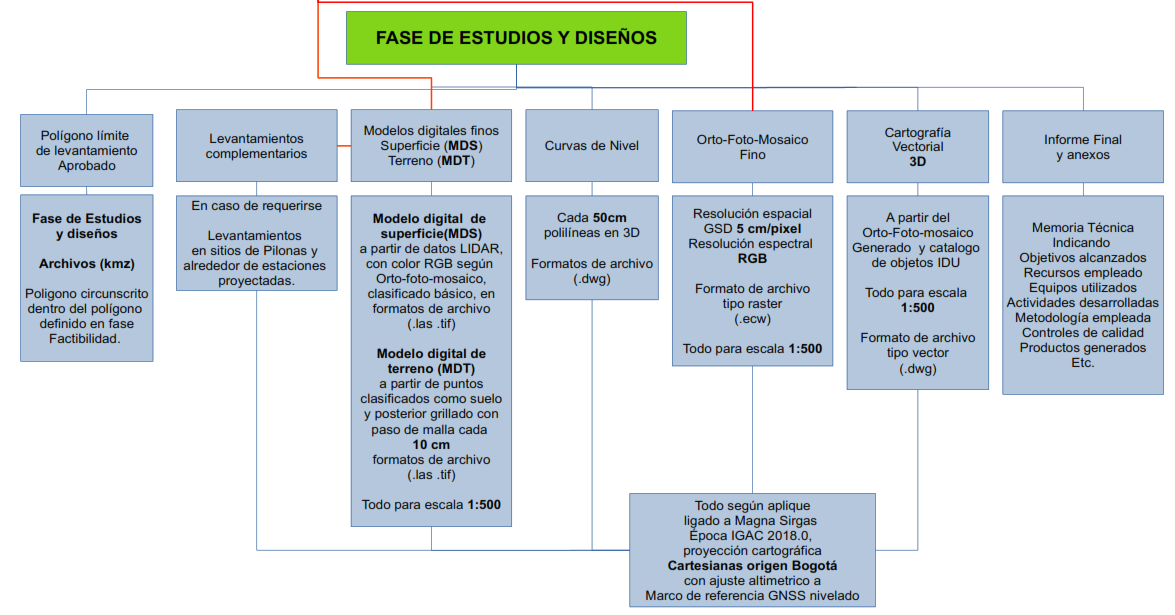 FASE DE ESTUDIOS Y DISEÑOS
Polígono límite
de levantamiento
Aprobado
Fase de Estudios
y diseños
Archivos (kmz)
Poligono circunscrito
dentro del polígono
definido en fase
Factibilidad.
Levantamientos
complementarios
En caso de requerirse
Levantamientos
en sitios de Pilonas y
alrededor de estaciones
proyectadas.
Modelos digitales finos
Superficie (MDS)
Terreno (MDT)
Modelo digital de
superficie(MDS)
a partir de datos LIDAR,
con color RGB según
Orto-foto-mosaico,
clasificado básico, en
formatos de archivo
(.las .tif)
Modelo digital de
terreno (MDT)
a partir de puntos
clasificados como suelo
y posterior grillado con
paso de malla cada
10 cm
formatos de archivo
(.las .tif)
Todo para escala 1:500
Curvas de Nivel
Cada 50cm
polilíneas en 3D
Formatos de archivo
(.dwg)
Orto-Foto-Mosaico
Fino
Resolución espacial
GSD 5 cm/pixel
Resolución espectral
RGB
Formato de archivo
tipo raster
(.ecw)
Todo para escala 1:500
Cartografía
Vectorial
3D
A partir del
Orto-Foto-mosaico
Generado y catalogo
de objetos IDU
Todo para escala
1:500
Formato de archivo
tipo vector
(.dwg)
Informe Final
y anexos
Memoria Técnica
Indicando
Objetivos alcanzados
Recursos empleado
Equipos utilizados
Actividades desarrolladas
Metodología empleada
Controles de calidad
Productos generados
Etc.
Todo según aplique
ligado a Magna Sirgas
Época IGAC 2018.0,
proyección cartográfica
Cartesianas origen Bogotá
con ajuste altimetrico a
Marco de referencia GNSS nivelado